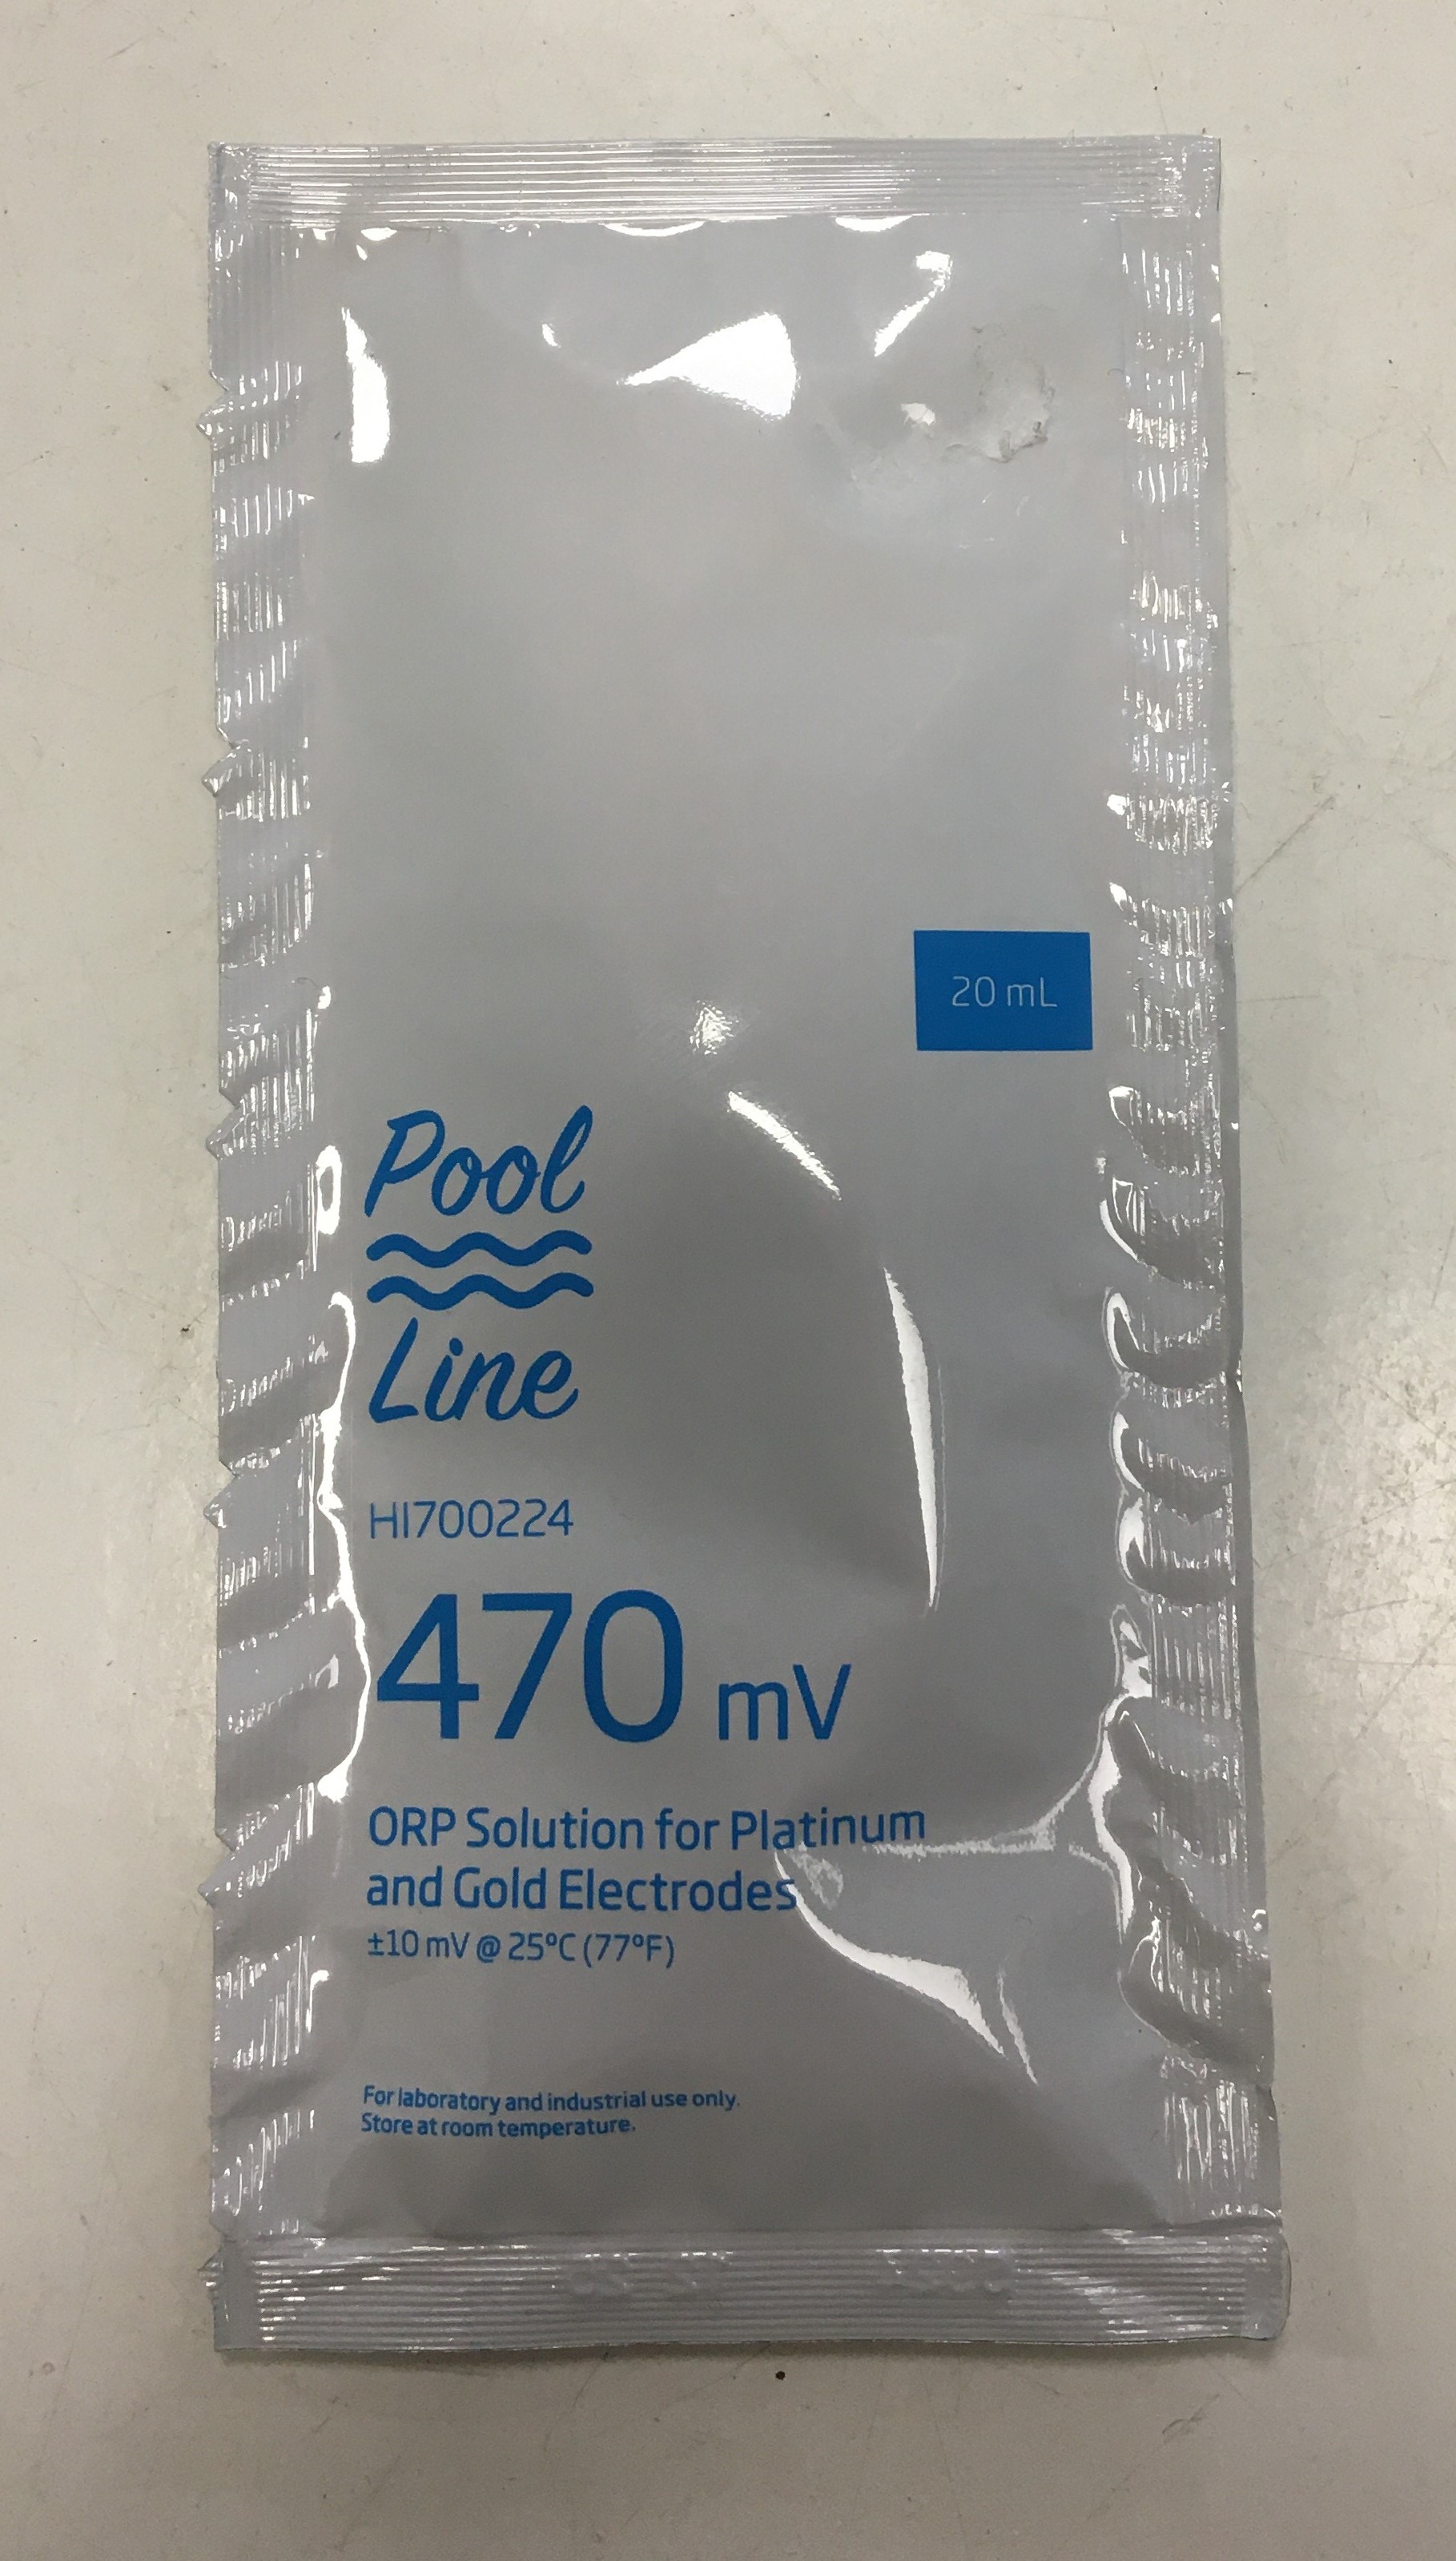 20 mL
Pool
Line
HI700224
470 mV
ORP Solution for Platinum
and Gold Electrodes
±10 mV @ 25°C (77°F)
For laboratory and industrial use only.
Store at room temperature.